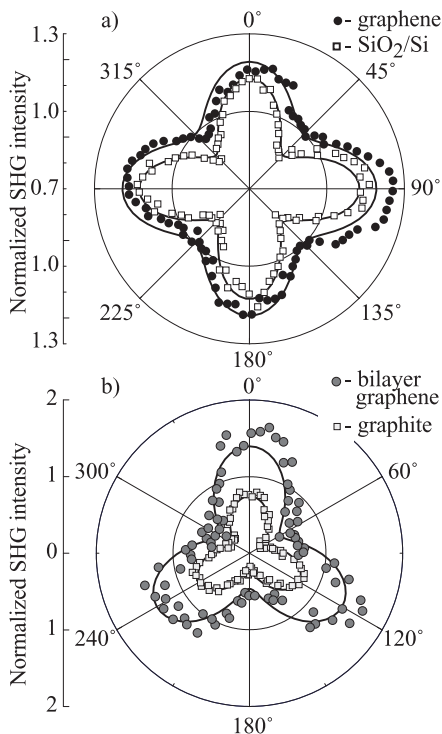 a)
0°
● - graphene
□ - SiO₂/Si
1.3
315°
45°
1.0
0.7
90°
1.0
225°
135°
1.3
180°
Normalized SHG intensity
b)
0°
● - bilayer
graphene
□ - graphite
2
300°
60°
1
0
1
240°
120°
2
180°
Normalized SHG intensity